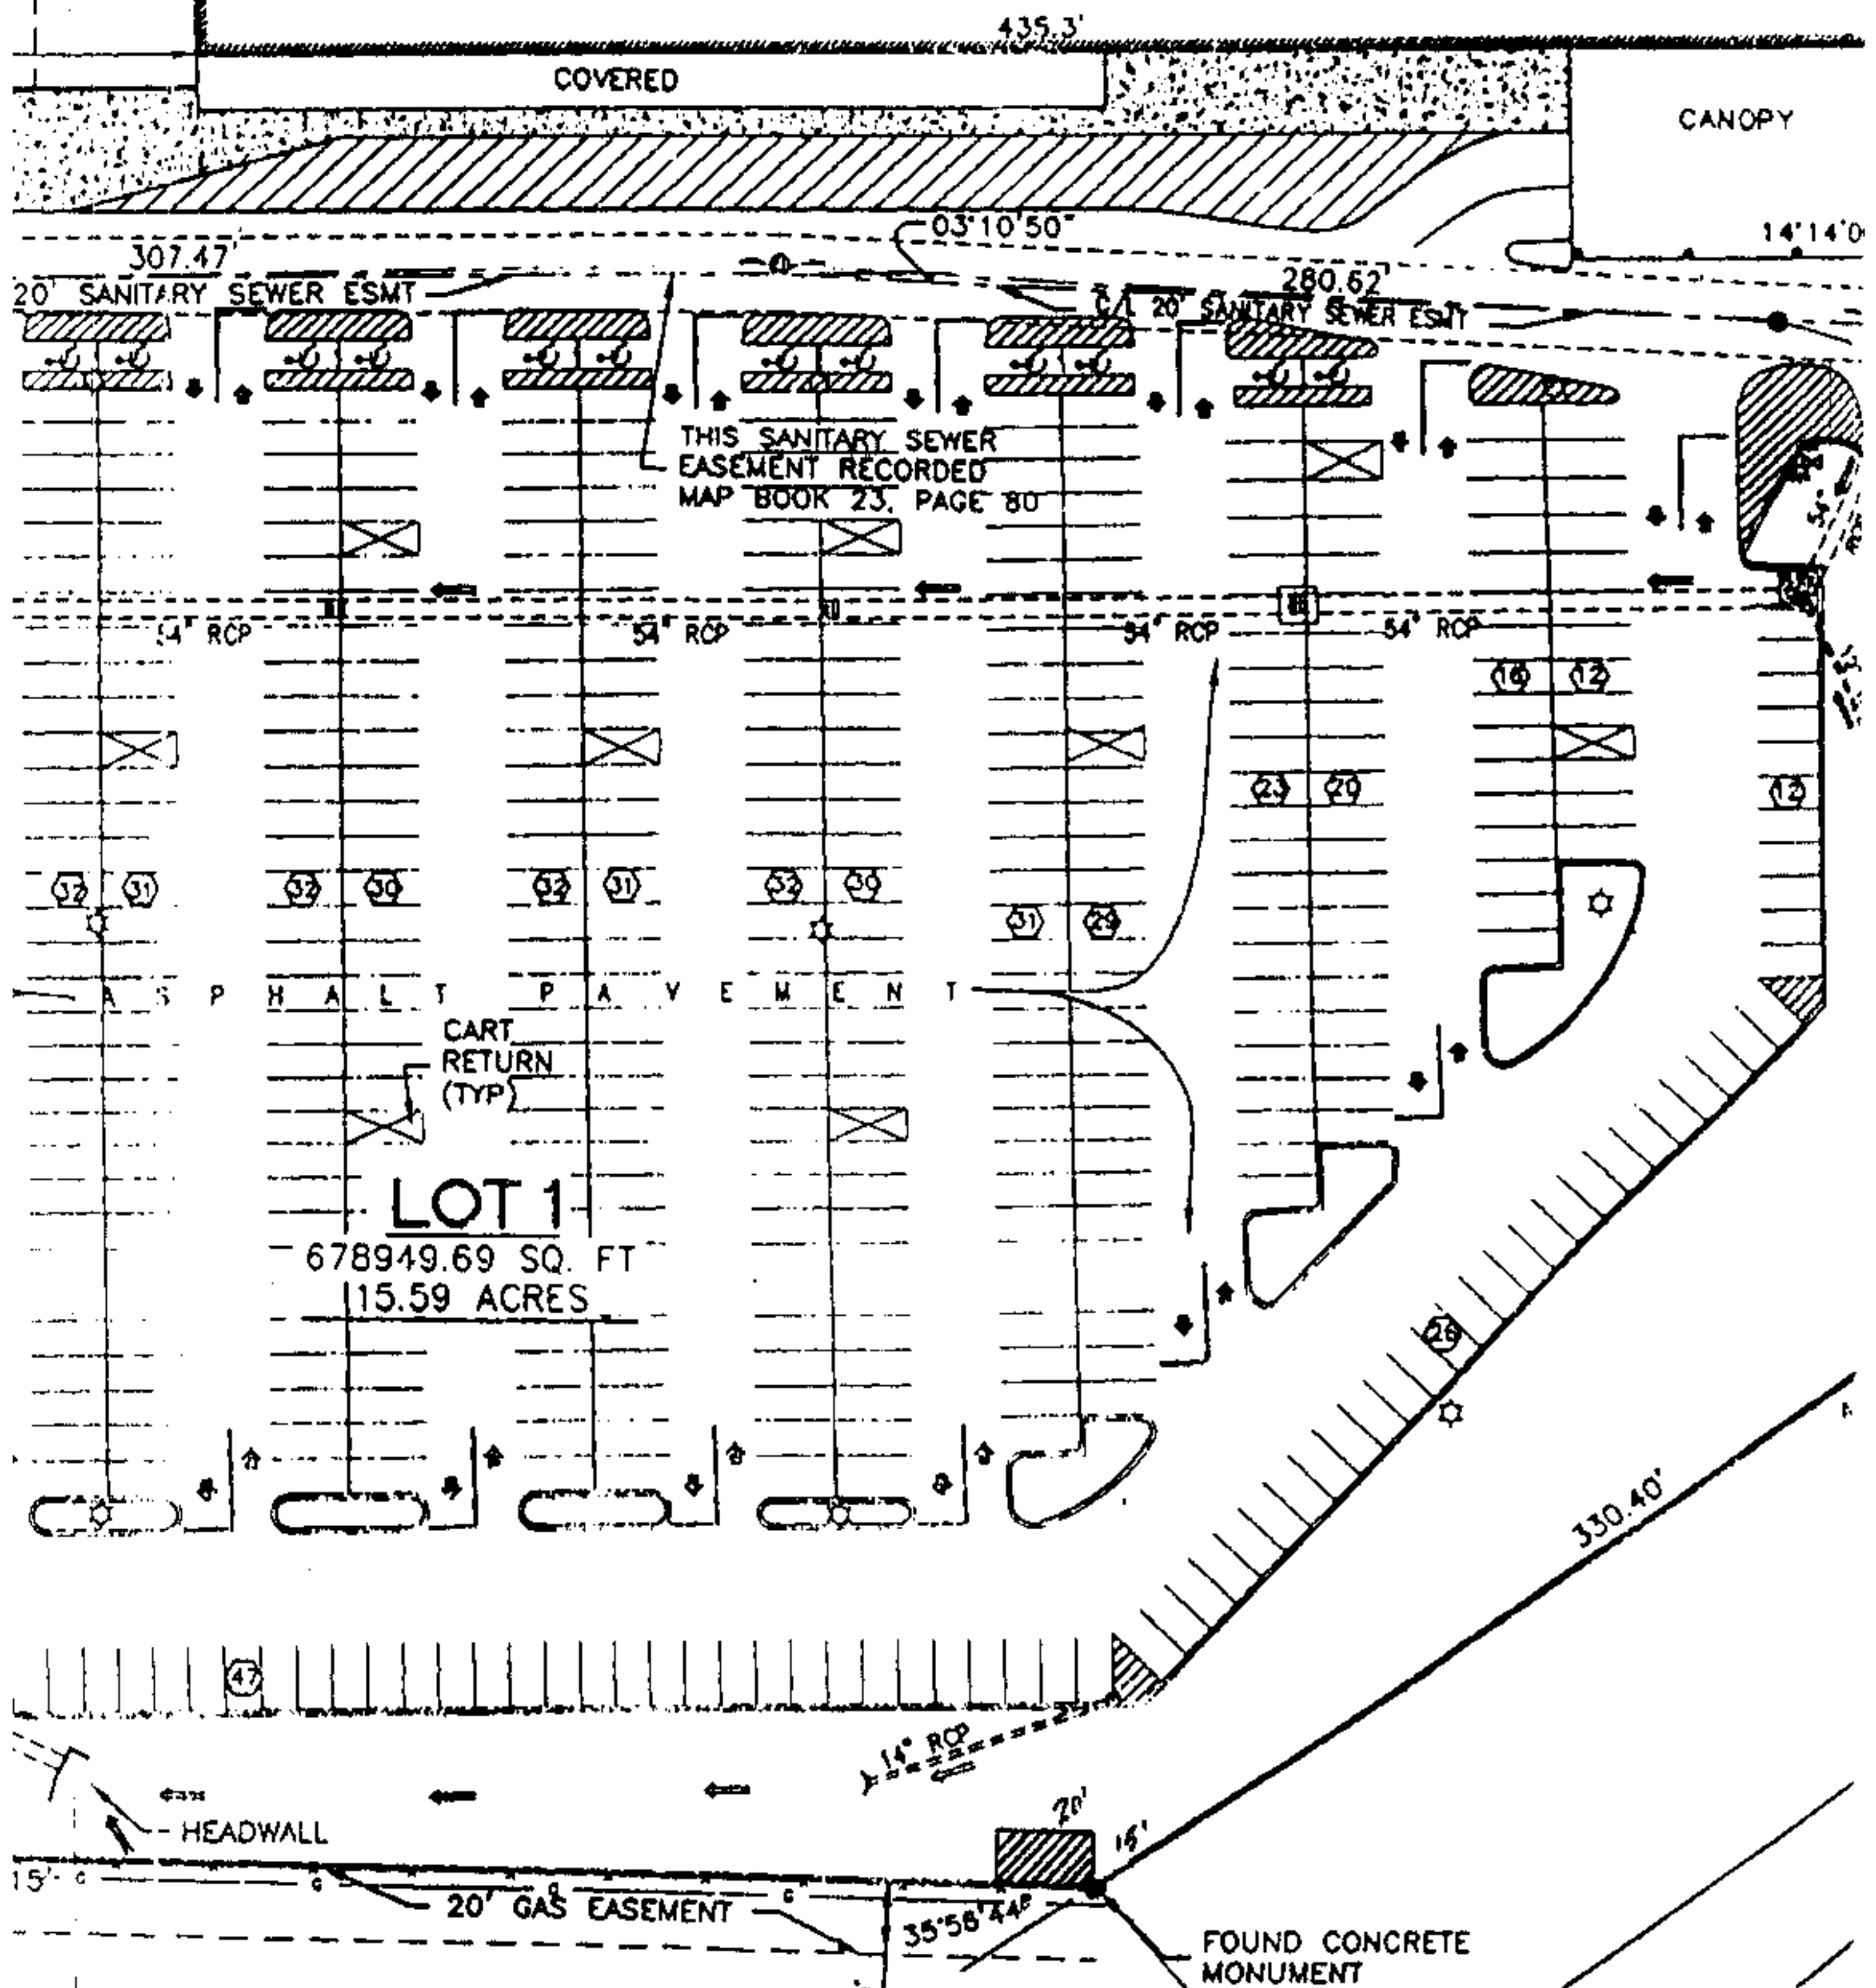 435.3'
COVERED
CANOPY
03°10'50"
14°14'0
307.47'
280.62'
20' SANITARY SEWER ESMT
C/L 20' SANITARY SEWER ESMT
THIS SANITARY SEWER
EASEMENT RECORDED
MAP BOOK 23, PAGE 80
54"
54" RCP
54" RCP
54" RCP
54" RCP
16 12
23 20
12
32 31
32 30
32 31
32 30
31 29
ASPHALT PAVEMENT
CART
RETURN
(TYP)
LOT 1
678949.69 SQ. FT
15.59 ACRES
26
330.40'
47
14" RCP
HEADWALL
20'
15'
15'
G G G G
20' GAS EASEMENT
35°58'44"
FOUND CONCRETE
MONUMENT